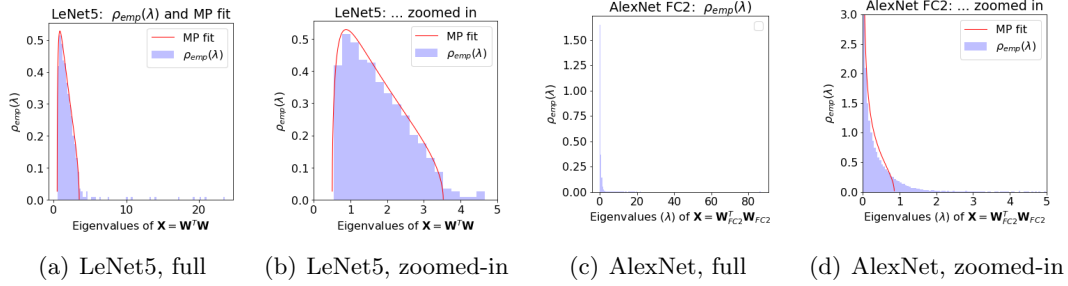 LeNet5: ρemp(λ) and MP fit
MP fit
ρemp(λ)
ρemp(λ)
0.5
0.4
0.3
0.2
0.1
0.0
0 10 20
Eigenvalues of X = WᵀW
(a) LeNet5, full
LeNet5: ... zoomed in
MP fit
ρemp(λ)
ρemp(λ)
0.5
0.4
0.3
0.2
0.1
0.0
0 1 2 3 4 5
Eigenvalues of X = WᵀW
(b) LeNet5, zoomed-in
AlexNet FC2: ρemp(λ)
ρemp(λ)
1.50
1.25
1.00
0.75
0.50
0.25
0.00
0 20 40 60 80
Eigenvalues (λ) of X = WᵀFC2WFC2
(c) AlexNet, full
AlexNet FC2: ... zoomed in
MP fit
ρemp(λ)
ρemp(λ)
3.0
2.5
2.0
1.5
1.0
0.5
0.0
0 1 2 3 4 5
Eigenvalues (λ) of X = WᵀFC2WFC2
(d) AlexNet, zoomed-in